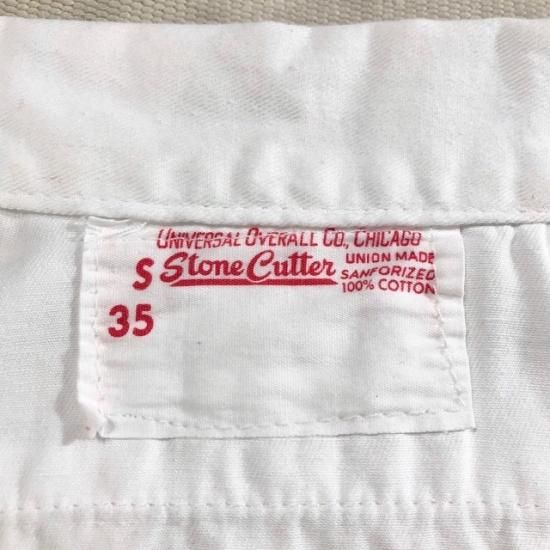 UNIVERSAL OVERALL CO., CHICAGO
S Stone Cutter UNION MADE
SANFORIZED
100% COTTON
35